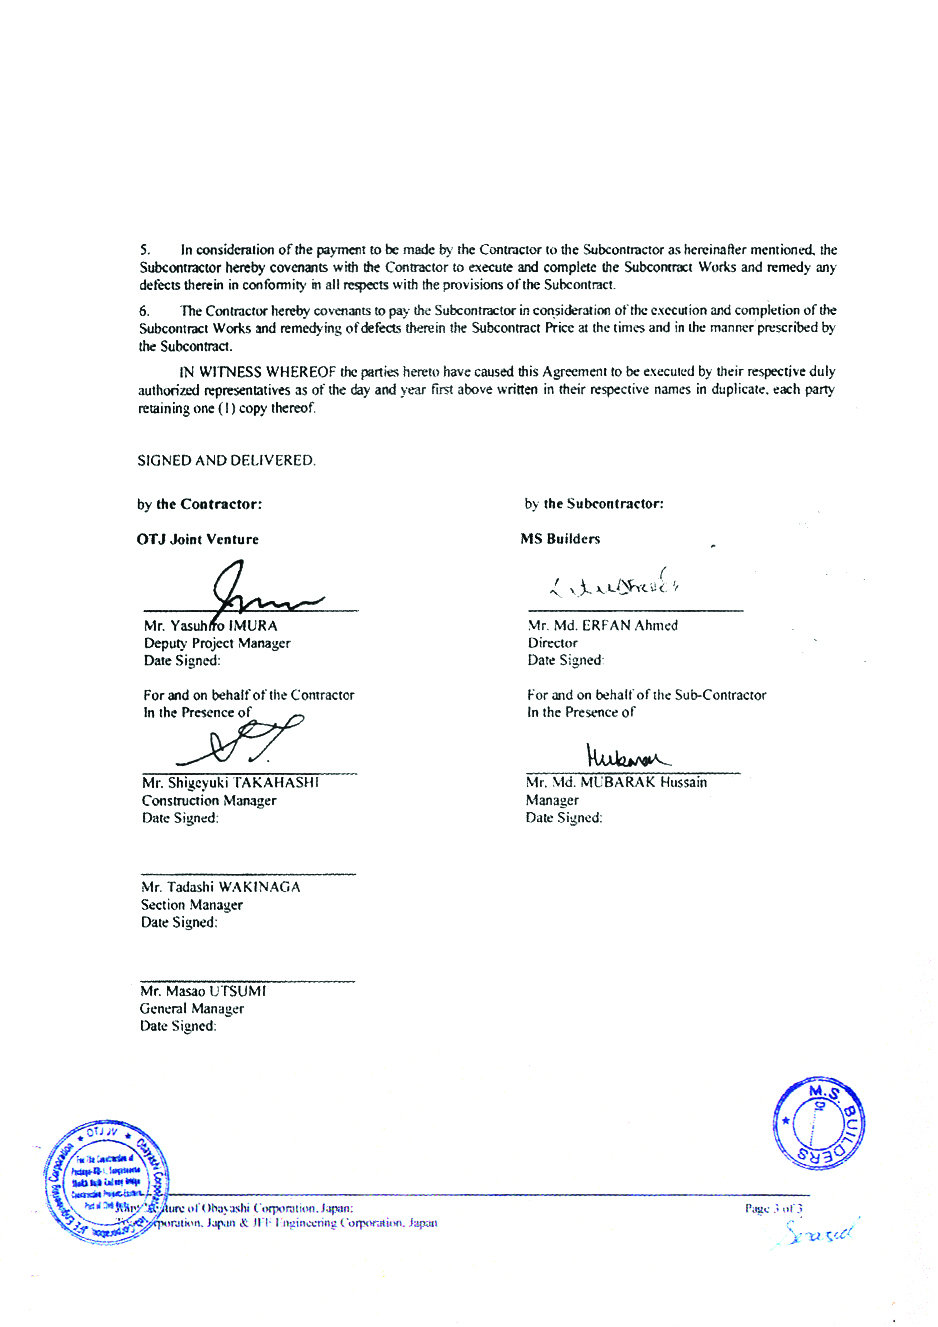 5. In consideration of the payment to be made by the Contractor to the Subcontractor as hereinafter mentioned, the
Subcontractor hereby covenants with the Contractor to execute and complete the Subcontract Works and remedy any
defects therein in conformity in all respects with the provisions of the Subcontract.
6. The Contractor hereby covenants to pay the Subcontractor in consideration of the execution and completion of the
Subcontract Works and remedying of defects therein the Subcontract Price at the times and in the manner prescribed by
the Subcontract.
IN WITNESS WHEREOF the parties hereto have caused this Agreement to be executed by their respective duly
authorized representatives as of the day and year first above written in their respective names in duplicate, each party
retaining one (1) copy thereof.
SIGNED AND DELIVERED.
by the Contractor:
OTJ Joint Venture
Mr. Yasuhiro IMURA
Deputy Project Manager
Date Signed:
For and on behalf of the Contractor
In the Presence of
Mr. Shigeyuki TAKAHASHI
Construction Manager
Date Signed:
Mr. Tadashi WAKINAGA
Section Manager
Date Signed:
Mr. Masao UTSUMI
General Manager
Date Signed:
by the Subcontractor:
MS Builders
Mr. Md. ERFAN Ahmed
Director
Date Signed:
For and on behalf of the Sub-Contractor
In the Presence of
Mubarak
Mr. Md. MUBARAK Hussain
Manager
Date Signed:
M.S. BUILDERS
OTJ JV
Obayashi Corporation
Engineering Corporation
For The Construction of
Venture of Obayashi Corporation, Japan;
Corporation, Japan & JFE Engineering Corporation, Japan
Page 3 of 3